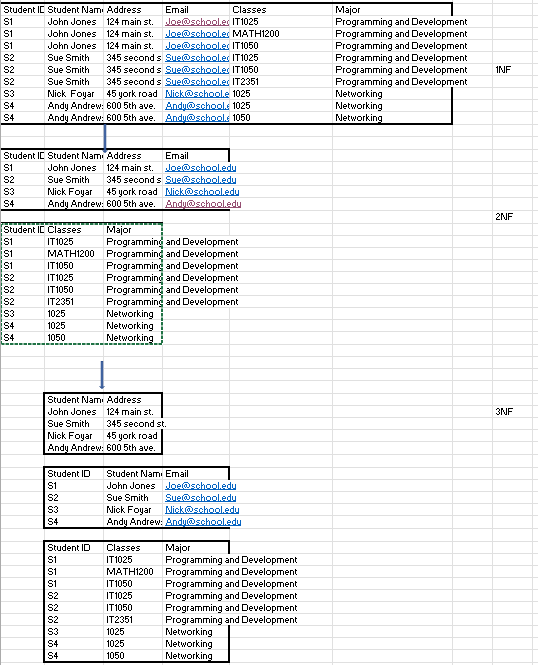 Student ID Student Name Address Email Classes Major
S1 John Jones 124 main st. Joe@school.e IT1025 Programming and Development
S1 John Jones 124 main st. Joe@school.e MATH1200 Programming and Development
S1 John Jones 124 main st. Joe@school.e IT1050 Programming and Development
S2 Sue Smith 345 second s Sue@school.e IT1025 Programming and Development
S2 Sue Smith 345 second s Sue@school.e IT1050 Programming and Development 1NF
S2 Sue Smith 345 second s Sue@school.e IT2351 Programming and Development
S3 Nick Foyar 45 york road Nick@school.e 1025 Networking
S4 Andy Andrew: 600 5th ave. Andy@school.e 1025 Networking
S4 Andy Andrew: 600 5th ave. Andy@school.e 1050 Networking
Student ID Student Name Address Email
S1 John Jones 124 main st. Joe@school.edu
S2 Sue Smith 345 second s Sue@school.edu
S3 Nick Foyar 45 york road Nick@school.edu
S4 Andy Andrew: 600 5th ave. Andy@school.edu
2NF
Student ID Classes Major
S1 IT1025 Programming and Development
S1 MATH1200 Programming and Development
S1 IT1050 Programming and Development
S2 IT1025 Programming and Development
S2 IT1050 Programming and Development
S2 IT2351 Programming and Development
S3 1025 Networking
S4 1025 Networking
S4 1050 Networking
Student Name Address
John Jones 124 main st. 3NF
Sue Smith 345 second st.
Nick Foyar 45 york road
Andy Andrew: 600 5th ave.
Student ID Student Name Email
S1 John Jones Joe@school.edu
S2 Sue Smith Sue@school.edu
S3 Nick Foyar Nick@school.edu
S4 Andy Andrew: Andy@school.edu
Student ID Classes Major
S1 IT1025 Programming and Development
S1 MATH1200 Programming and Development
S1 IT1050 Programming and Development
S2 IT1025 Programming and Development
S2 IT1050 Programming and Development
S2 IT2351 Programming and Development
S3 1025 Networking
S4 1025 Networking
S4 1050 Networking